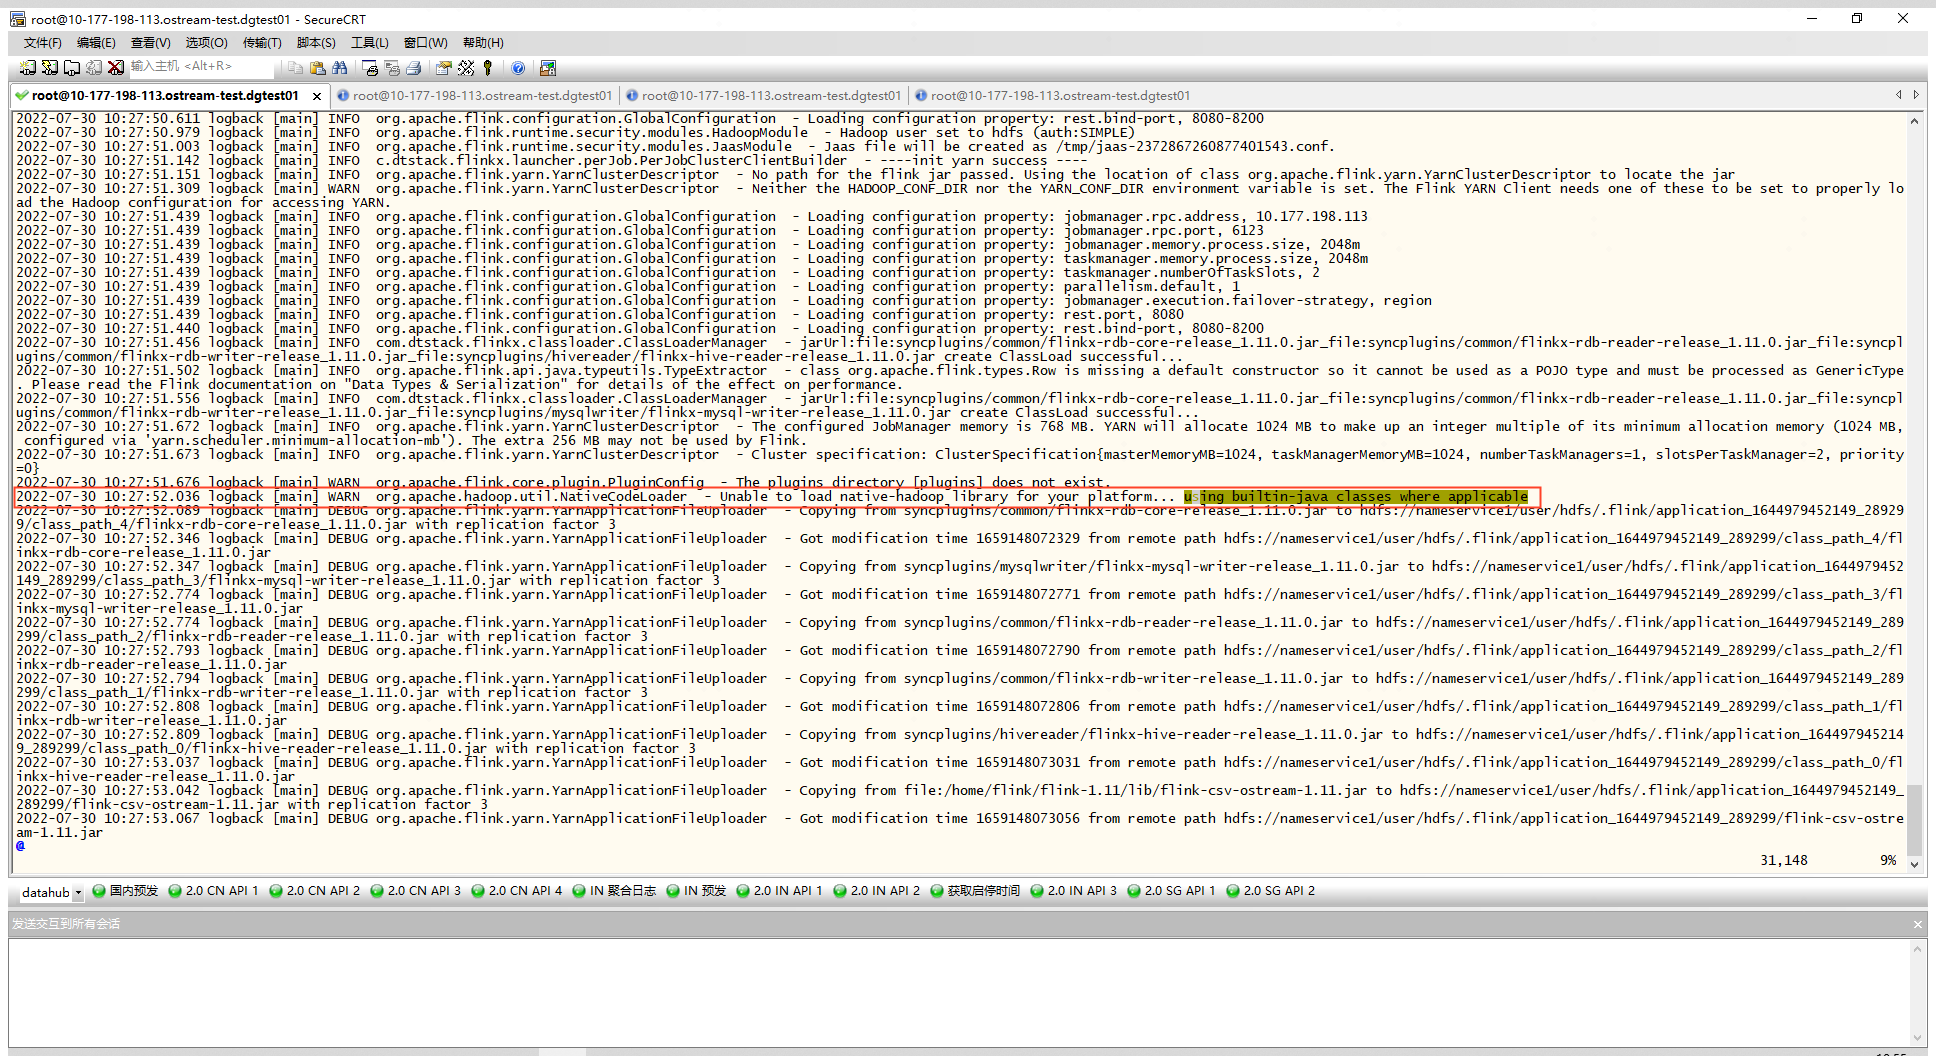 root@10-177-198-113.ostream-test.dgtest01 - SecureCRT
文件(F) 编辑(E) 查看(V) 选项(O) 传输(T) 脚本(S) 工具(L) 窗口(W) 帮助(H)
输入主机 <Alt+R>
root@10-177-198-113.ostream-test.dgtest01 root@10-177-198-113.ostream-test.dgtest01 root@10-177-198-113.ostream-test.dgtest01 root@10-177-198-113.ostream-test.dgtest01
2022-07-30 10:27:50.611 logback [main] INFO  org.apache.flink.configuration.GlobalConfiguration  - Loading configuration property: rest.bind-port, 8080-8200
2022-07-30 10:27:50.979 logback [main] INFO  org.apache.flink.runtime.security.modules.HadoopModule  - Hadoop user set to hdfs (auth:SIMPLE)
2022-07-30 10:27:51.003 logback [main] INFO  org.apache.flink.runtime.security.modules.JaasModule  - Jaas file will be created as /tmp/jaas-2372867260877401543.conf.
2022-07-30 10:27:51.142 logback [main] INFO  c.dtstack.flinkx.launcher.perJob.PerJobClusterClientBuilder  - ----init yarn success ----
2022-07-30 10:27:51.151 logback [main] INFO  org.apache.flink.yarn.YarnClusterDescriptor  - No path for the flink jar passed. Using the location of class org.apache.flink.yarn.YarnClusterDescriptor to locate the jar
2022-07-30 10:27:51.309 logback [main] WARN  org.apache.flink.yarn.YarnClusterDescriptor  - Neither the HADOOP_CONF_DIR nor the YARN_CONF_DIR environment variable is set. The Flink YARN Client needs one of these to be set to properly lo
ad the Hadoop configuration for accessing YARN.
2022-07-30 10:27:51.439 logback [main] INFO  org.apache.flink.configuration.GlobalConfiguration  - Loading configuration property: jobmanager.rpc.address, 10.177.198.113
2022-07-30 10:27:51.439 logback [main] INFO  org.apache.flink.configuration.GlobalConfiguration  - Loading configuration property: jobmanager.rpc.port, 6123
2022-07-30 10:27:51.439 logback [main] INFO  org.apache.flink.configuration.GlobalConfiguration  - Loading configuration property: jobmanager.memory.process.size, 2048m
2022-07-30 10:27:51.439 logback [main] INFO  org.apache.flink.configuration.GlobalConfiguration  - Loading configuration property: taskmanager.memory.process.size, 2048m
2022-07-30 10:27:51.439 logback [main] INFO  org.apache.flink.configuration.GlobalConfiguration  - Loading configuration property: taskmanager.numberOfTaskSlots, 2
2022-07-30 10:27:51.439 logback [main] INFO  org.apache.flink.configuration.GlobalConfiguration  - Loading configuration property: parallelism.default, 1
2022-07-30 10:27:51.439 logback [main] INFO  org.apache.flink.configuration.GlobalConfiguration  - Loading configuration property: jobmanager.execution.failover-strategy, region
2022-07-30 10:27:51.439 logback [main] INFO  org.apache.flink.configuration.GlobalConfiguration  - Loading configuration property: rest.port, 8080
2022-07-30 10:27:51.440 logback [main] INFO  org.apache.flink.configuration.GlobalConfiguration  - Loading configuration property: rest.bind-port, 8080-8200
2022-07-30 10:27:51.456 logback [main] INFO  com.dtstack.flinkx.classloader.ClassLoaderManager  - jarUrl:file:syncplugins/common/flinkx-rdb-core-release_1.11.0.jar_file:syncplugins/common/flinkx-rdb-reader-release_1.11.0.jar_file:syncpl
ugins/common/flinkx-rdb-writer-release_1.11.0.jar_file:syncplugins/hivereader/flinkx-hive-reader-release_1.11.0.jar create ClassLoad successful...
2022-07-30 10:27:51.502 logback [main] INFO  org.apache.flink.api.java.typeutils.TypeExtractor  - class org.apache.flink.types.Row is missing a default constructor so it cannot be used as a POJO type and must be processed as GenericType
. Please read the Flink documentation on "Data Types & Serialization" for details of the effect on performance.
2022-07-30 10:27:51.556 logback [main] INFO  com.dtstack.flinkx.classloader.ClassLoaderManager  - jarUrl:file:syncplugins/common/flinkx-rdb-core-release_1.11.0.jar_file:syncplugins/common/flinkx-rdb-reader-release_1.11.0.jar_file:syncpl
ugins/common/flinkx-rdb-writer-release_1.11.0.jar_file:syncplugins/mysqlwriter/flinkx-mysql-writer-release_1.11.0.jar create ClassLoad successful...
2022-07-30 10:27:51.672 logback [main] INFO  org.apache.flink.yarn.YarnClusterDescriptor  - The configured JobManager memory is 768 MB. YARN will allocate 1024 MB to make up an integer multiple of its minimum allocation memory (1024 MB,
 configured via 'yarn.scheduler.minimum-allocation-mb'). The extra 256 MB may not be used by Flink.
2022-07-30 10:27:51.673 logback [main] INFO  org.apache.flink.yarn.YarnClusterDescriptor  - Cluster specification: ClusterSpecification{masterMemoryMB=1024, taskManagerMemoryMB=1024, numberTaskManagers=1, slotsPerTaskManager=2, priority
=0}
2022-07-30 10:27:51.676 logback [main] WARN  org.apache.flink.core.plugin.PluginConfig  - The plugins directory [plugins] does not exist.
2022-07-30 10:27:52.036 logback [main] WARN  org.apache.hadoop.util.NativeCodeLoader  - Unable to load native-hadoop library for your platform... using builtin-java classes where applicable
2022-07-30 10:27:52.089 logback [main] DEBUG org.apache.flink.yarn.YarnApplicationFileUploader  - Copying from syncplugins/common/flinkx-rdb-core-release_1.11.0.jar to hdfs://nameservice1/user/hdfs/.flink/application_1644979452149_28929
9/class_path_4/flinkx-rdb-core-release_1.11.0.jar with replication factor 3
2022-07-30 10:27:52.346 logback [main] DEBUG org.apache.flink.yarn.YarnApplicationFileUploader  - Got modification time 1659148072329 from remote path hdfs://nameservice1/user/hdfs/.flink/application_1644979452149_289299/class_path_4/fl
inkx-rdb-core-release_1.11.0.jar
2022-07-30 10:27:52.347 logback [main] DEBUG org.apache.flink.yarn.YarnApplicationFileUploader  - Copying from syncplugins/mysqlwriter/flinkx-mysql-writer-release_1.11.0.jar to hdfs://nameservice1/user/hdfs/.flink/application_1644979452
149_289299/class_path_3/flinkx-mysql-writer-release_1.11.0.jar with replication factor 3
2022-07-30 10:27:52.774 logback [main] DEBUG org.apache.flink.yarn.YarnApplicationFileUploader  - Got modification time 1659148072771 from remote path hdfs://nameservice1/user/hdfs/.flink/application_1644979452149_289299/class_path_3/fl
inkx-mysql-writer-release_1.11.0.jar
2022-07-30 10:27:52.774 logback [main] DEBUG org.apache.flink.yarn.YarnApplicationFileUploader  - Copying from syncplugins/common/flinkx-rdb-reader-release_1.11.0.jar to hdfs://nameservice1/user/hdfs/.flink/application_1644979452149_289
299/class_path_2/flinkx-rdb-reader-release_1.11.0.jar with replication factor 3
2022-07-30 10:27:52.793 logback [main] DEBUG org.apache.flink.yarn.YarnApplicationFileUploader  - Got modification time 1659148072790 from remote path hdfs://nameservice1/user/hdfs/.flink/application_1644979452149_289299/class_path_2/fl
inkx-rdb-reader-release_1.11.0.jar
2022-07-30 10:27:52.794 logback [main] DEBUG org.apache.flink.yarn.YarnApplicationFileUploader  - Copying from syncplugins/common/flinkx-rdb-writer-release_1.11.0.jar to hdfs://nameservice1/user/hdfs/.flink/application_1644979452149_289
299/class_path_1/flinkx-rdb-writer-release_1.11.0.jar with replication factor 3
2022-07-30 10:27:52.808 logback [main] DEBUG org.apache.flink.yarn.YarnApplicationFileUploader  - Got modification time 1659148072806 from remote path hdfs://nameservice1/user/hdfs/.flink/application_1644979452149_289299/class_path_1/fl
inkx-rdb-writer-release_1.11.0.jar
2022-07-30 10:27:52.809 logback [main] DEBUG org.apache.flink.yarn.YarnApplicationFileUploader  - Copying from syncplugins/hivereader/flinkx-hive-reader-release_1.11.0.jar to hdfs://nameservice1/user/hdfs/.flink/application_164497945214
9_289299/class_path_0/flinkx-hive-reader-release_1.11.0.jar with replication factor 3
2022-07-30 10:27:53.037 logback [main] DEBUG org.apache.flink.yarn.YarnApplicationFileUploader  - Got modification time 1659148073031 from remote path hdfs://nameservice1/user/hdfs/.flink/application_1644979452149_289299/class_path_0/fl
inkx-hive-reader-release_1.11.0.jar
2022-07-30 10:27:53.042 logback [main] DEBUG org.apache.flink.yarn.YarnApplicationFileUploader  - Copying from file:/home/flink/flink-1.11/lib/flink-csv-ostream-1.11.jar to hdfs://nameservice1/user/hdfs/.flink/application_1644979452149_
289299/flink-csv-ostream-1.11.jar with replication factor 3
2022-07-30 10:27:53.067 logback [main] DEBUG org.apache.flink.yarn.YarnApplicationFileUploader  - Got modification time 1659148073056 from remote path hdfs://nameservice1/user/hdfs/.flink/application_1644979452149_289299/flink-csv-ostre
am-1.11.jar
@
31,148 9%
datahub 国内预发 2.0 CN API 1 2.0 CN API 2 2.0 CN API 3 2.0 CN API 4 IN 聚合日志 IN 预发 2.0 IN API 1 2.0 IN API 2 获取启停时间 2.0 IN API 3 2.0 SG API 1 2.0 SG API 2
发送交互到所有会话